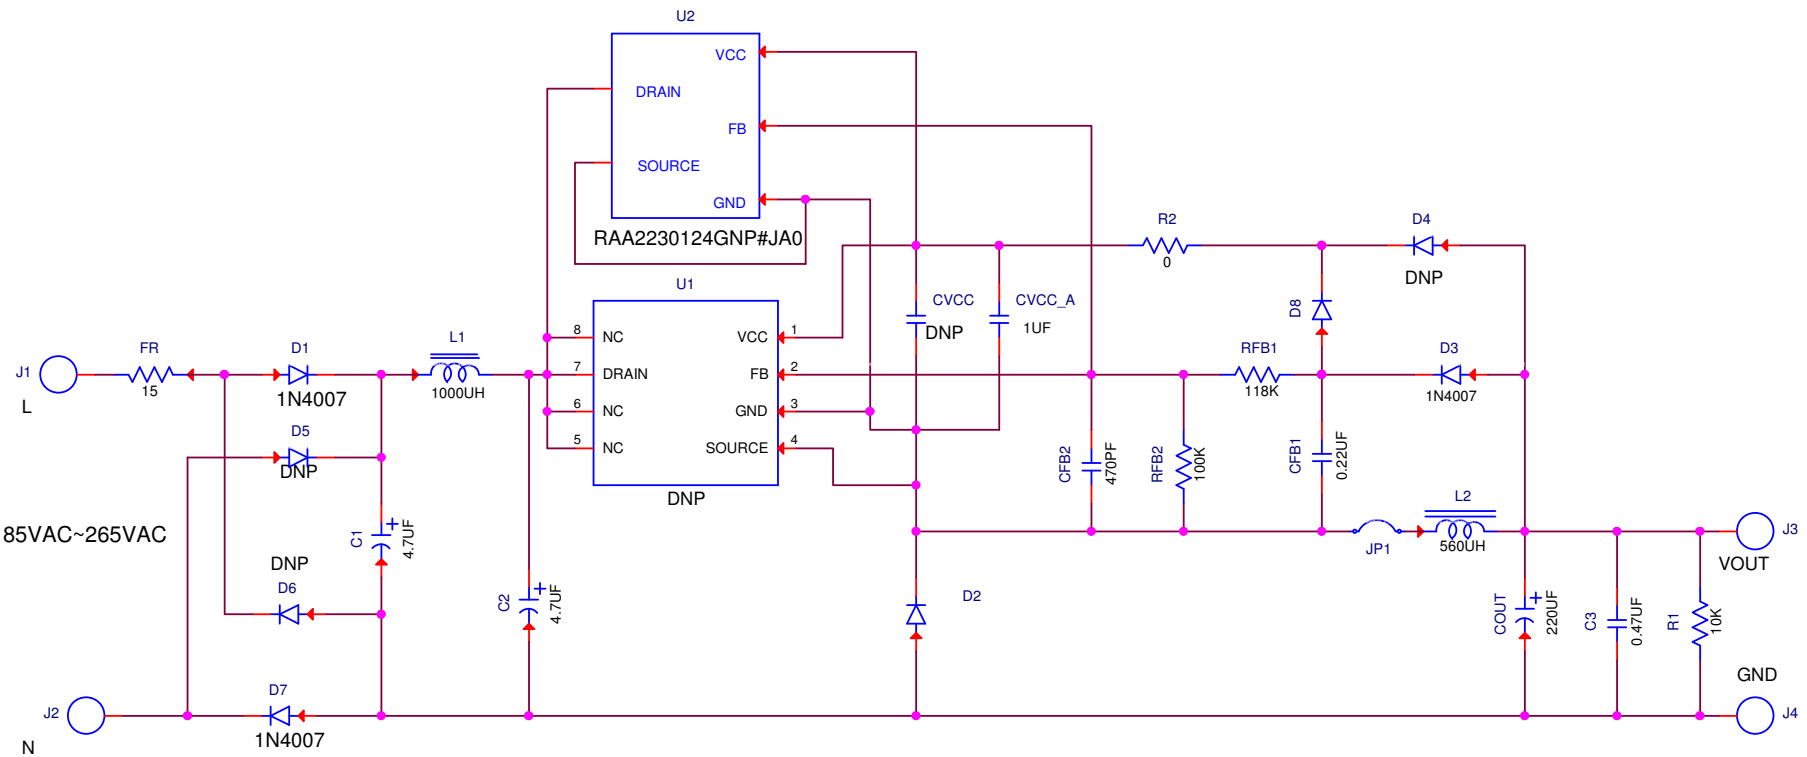 U2
VCC
DRAIN
FB
SOURCE
GND
RAA2230124GNP#JA0
U1
8 NC VCC 1
7 DRAIN FB 2
6 NC GND 3
5 NC SOURCE 4
DNP
J1
L
FR
15
D1
1N4007
D5
DNP
85VAC~265VAC
C1
4.7UF
DNP
D6
D7
1N4007
J2
N
L1
1000UH
C2
4.7UF
CVCC
DNP
CVCC_A
1UF
R2
0
D4
DNP
D8
RFB1
118K
D3
1N4007
CFB2
470PF
RFB2
100K
CFB1
0.22UF
D2
JP1
L2
560UH
COUT
220UF
C3
0.47UF
R1
10K
J3
VOUT
GND
J4